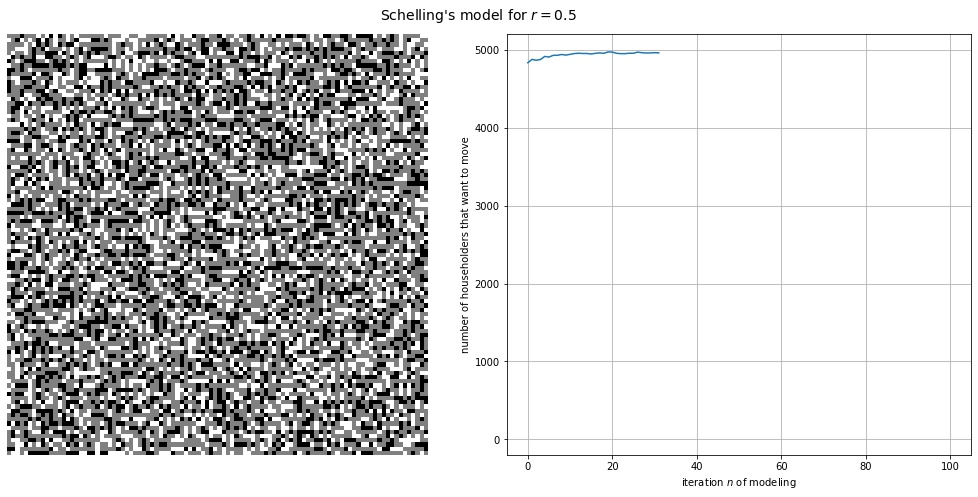 Schelling's model for r = 0.5
number of householders that want to move
5000
4000
3000
2000
1000
0
0 20 40 60 80 100
iteration n of modeling